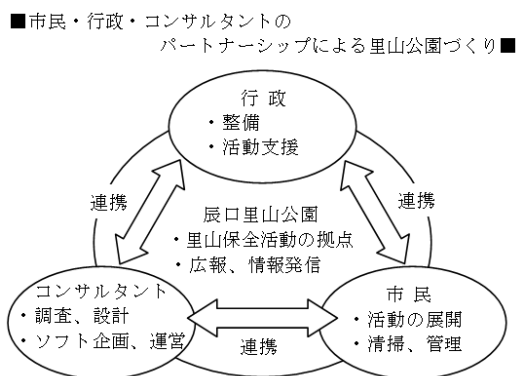 ■市民・行政・コンサルタントの
パートナーシップによる里山公園づくり■
行 政
・整備
・活動支援
連携
連携
辰口里山公園
・里山保全活動の拠点
・広報、情報発信
コンサルタント
・調査、設計
・ソフト企画、運営
市 民
・活動の展開
・清掃、管理
連携